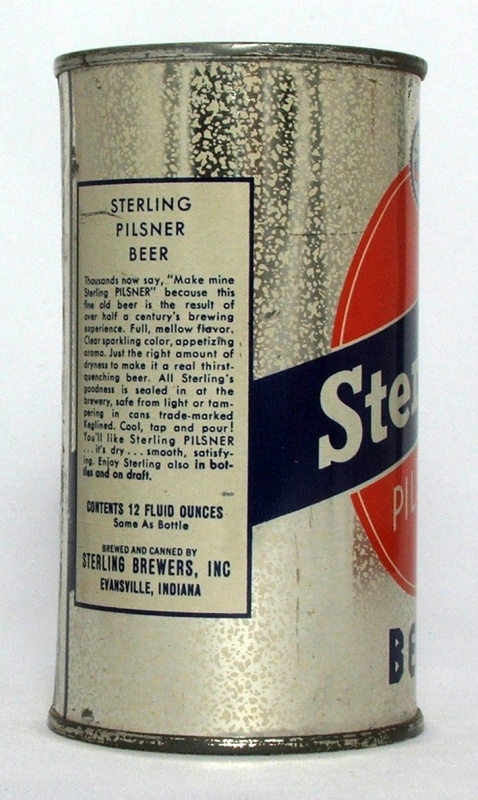 STERLING
PILSNER
BEER
Thousands now say, "Make mine
Sterling PILSNER" because this
fine old beer is the result of
over half a century's brewing
experience. Full, mellow flavor.
Clear sparkling color, appetizing
aroma. Just the right amount of
dryness to make it a real thirst-
quenching beer. All Sterling's
goodness is sealed in at the
brewery, safe from light or tam-
pering in cans trade-marked
Keglined. Cool, tap and pour!
You'll like Sterling PILSNER
... it's dry ... smooth, satisfy-
ing. Enjoy Sterling also in bot-
tles and on draft.
CONTENTS 12 FLUID OUNCES
Same As Bottle
BREWED AND CANNED BY
STERLING BREWERS, INC
EVANSVILLE, INDIANA
Ster
PIL
BE